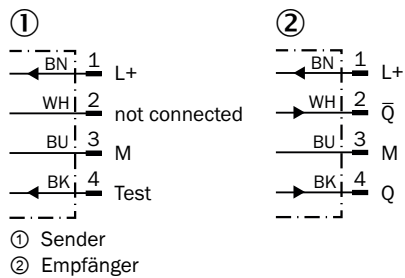 ① ②
BN 1 L+
WH 2 not connected
BU 3 M
BK 4 Test
BN 1 L+
WH 2 Q̅
BU 3 M
BK 4 Q
① Sender
② Empfänger